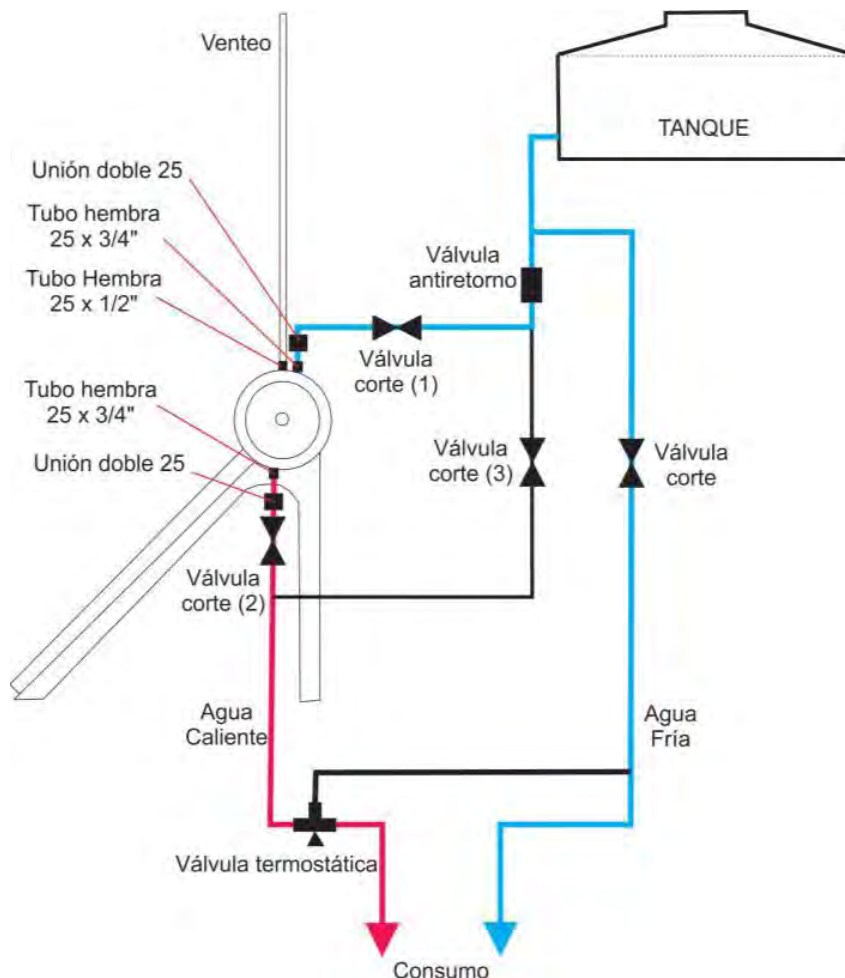 Venteo
TANQUE
Unión doble 25
Tubo hembra
25 x 3/4"
Tubo Hembra
25 x 1/2"
Válvula
antiretorno
Válvula
corte (1)
Tubo hembra
25 x 3/4"
Unión doble 25
Válvula
corte (3)
Válvula
corte
Válvula
corte (2)
Agua
Caliente
Agua
Fría
Válvula termostática
Consumo